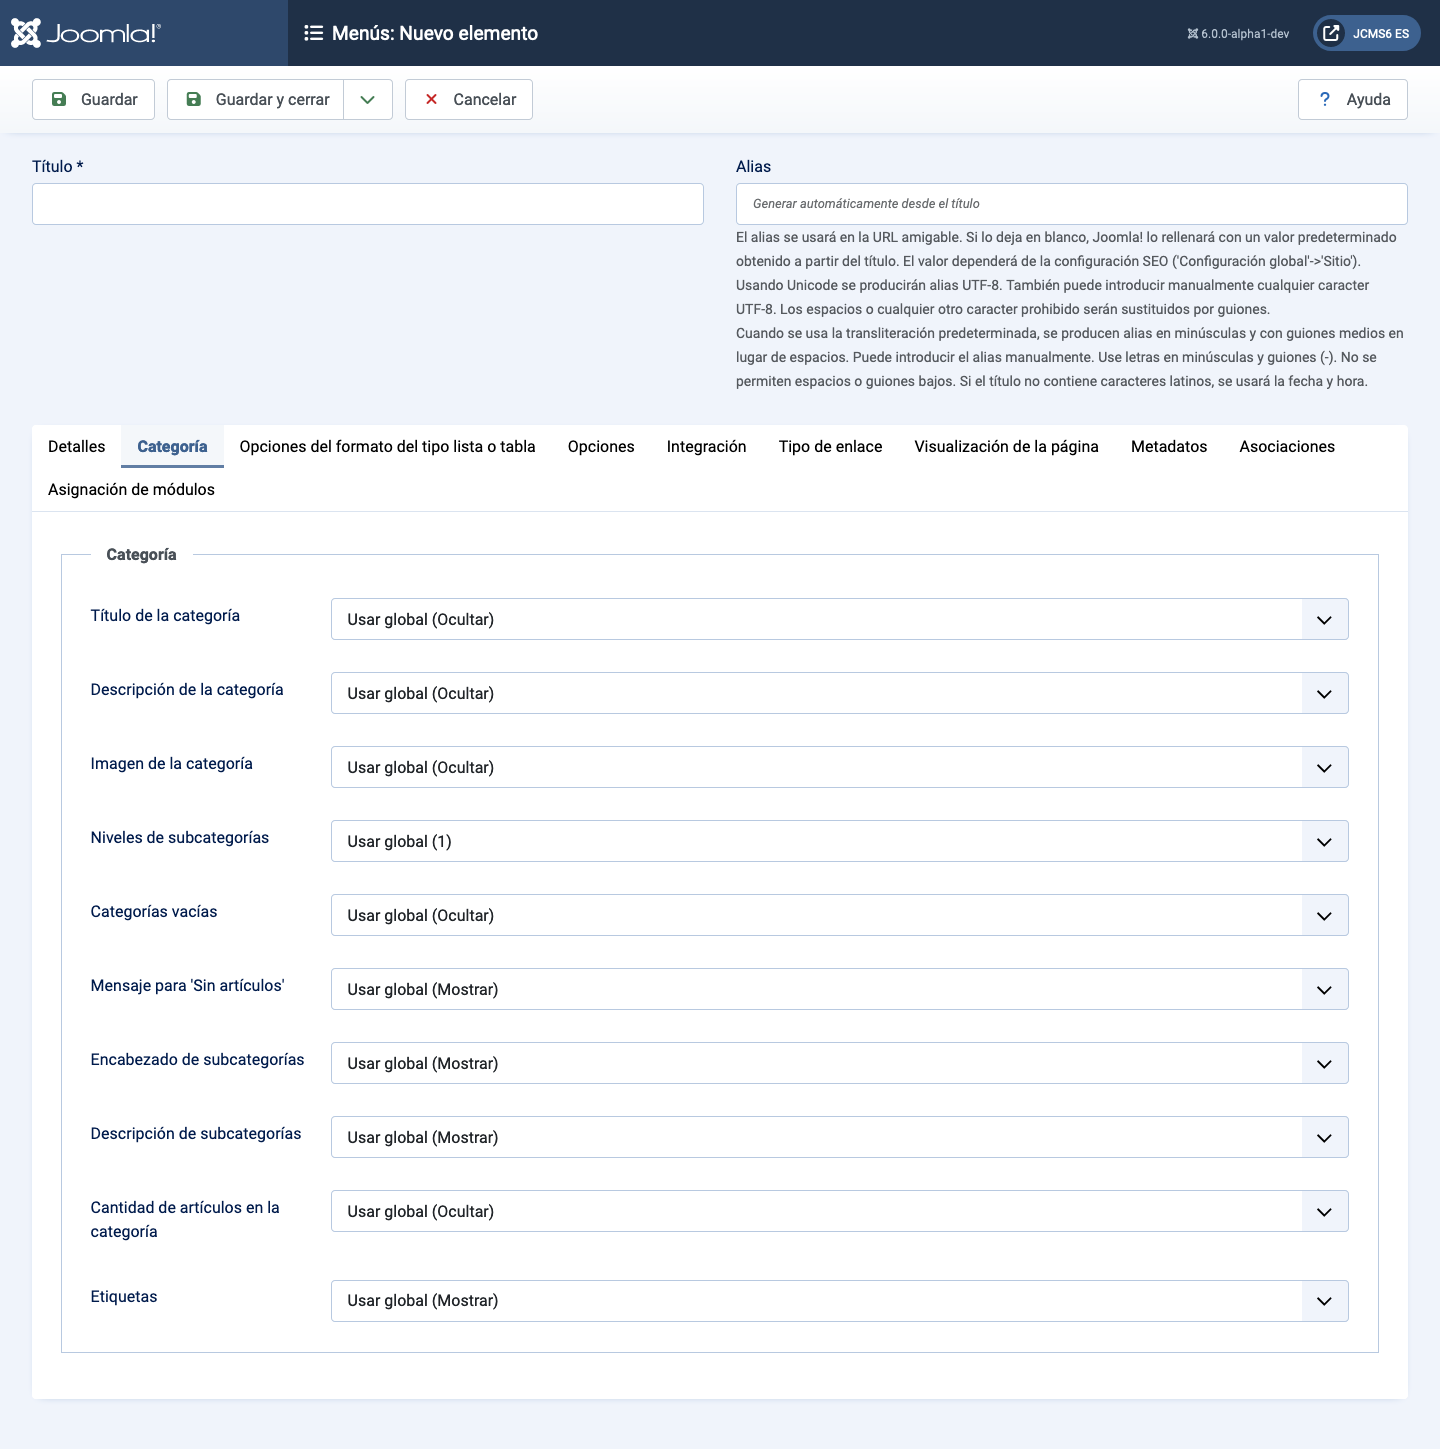 Joomla!®
Menús: Nuevo elemento
6.0.0-alpha1-dev
JCMS6 ES
Guardar
Guardar y cerrar
Cancelar
Ayuda
Título *
Alias
Generar automáticamente desde el título
El alias se usará en la URL amigable. Si lo deja en blanco, Joomla! lo rellenará con un valor predeterminado
obtenido a partir del título. El valor dependerá de la configuración SEO ('Configuración global'->'Sitio').
Usando Unicode se producirán alias UTF-8. También puede introducir manualmente cualquier caracter
UTF-8. Los espacios o cualquier otro caracter prohibido serán sustituidos por guiones.
Cuando se usa la transliteración predeterminada, se producen alias en minúsculas y con guiones medios en
lugar de espacios. Puede introducir el alias manualmente. Use letras en minúsculas y guiones (-). No se
permiten espacios o guiones bajos. Si el título no contiene caracteres latinos, se usará la fecha y hora.
Detalles
Categoría
Opciones del formato del tipo lista o tabla
Opciones
Integración
Tipo de enlace
Visualización de la página
Metadatos
Asociaciones
Asignación de módulos
Categoría
Título de la categoría
Usar global (Ocultar)
Descripción de la categoría
Usar global (Ocultar)
Imagen de la categoría
Usar global (Ocultar)
Niveles de subcategorías
Usar global (1)
Categorías vacías
Usar global (Ocultar)
Mensaje para 'Sin artículos'
Usar global (Mostrar)
Encabezado de subcategorías
Usar global (Mostrar)
Descripción de subcategorías
Usar global (Mostrar)
Cantidad de artículos en la
categoría
Usar global (Ocultar)
Etiquetas
Usar global (Mostrar)